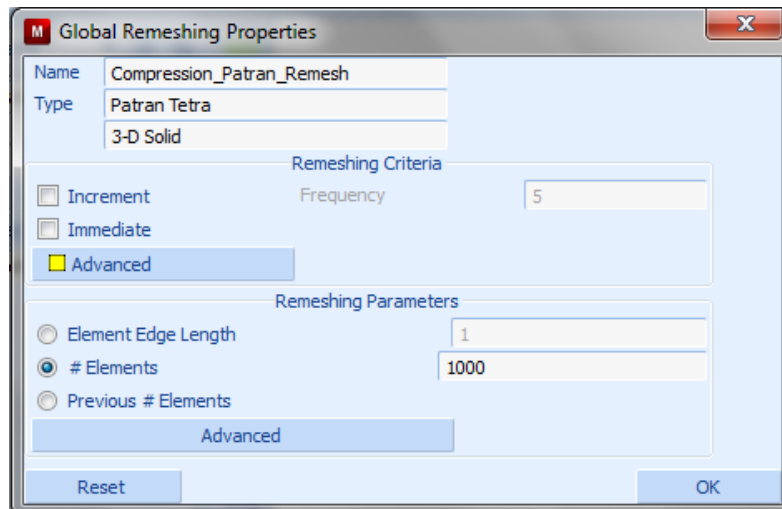 M Global Remeshing Properties X
Name Compression_Patran_Remesh
Type Patran Tetra
3-D Solid
Remeshing Criteria
Increment Frequency 5
Immediate
Advanced
Remeshing Parameters
Element Edge Length 1
# Elements 1000
Previous # Elements
Advanced
Reset OK